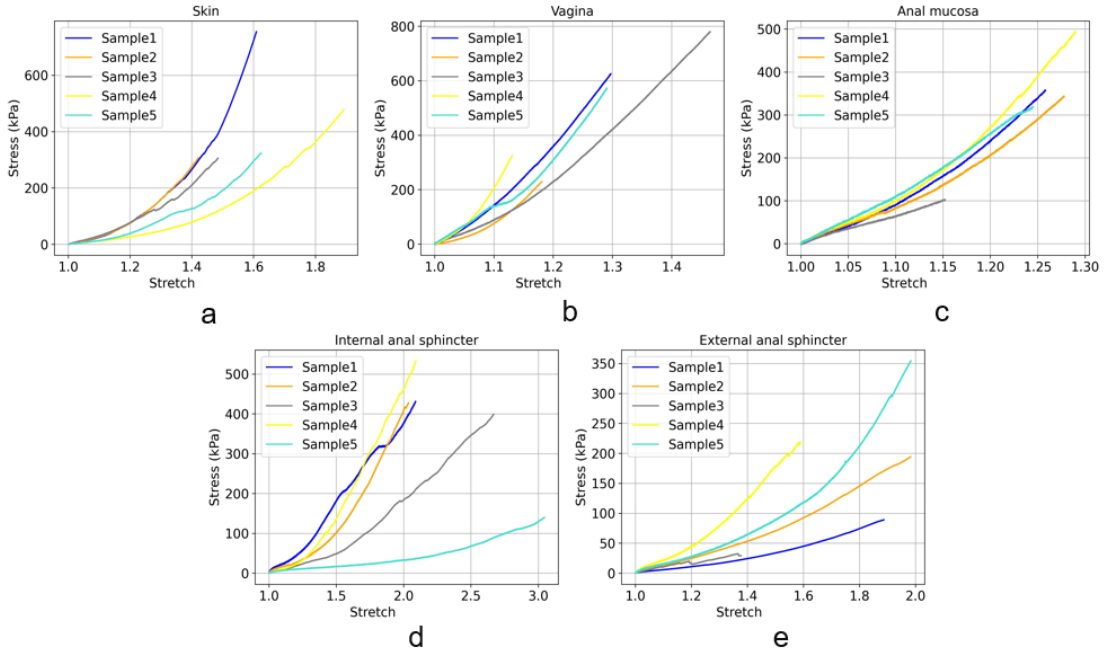 Skin
Sample1
Sample2
Sample3
Sample4
Sample5
Stress (kPa)
600
400
200
0
1.0 1.2 1.4 1.6 1.8
Stretch
a
Vagina
Sample1
Sample2
Sample3
Sample4
Sample5
Stress (kPa)
800
600
400
200
0
1.0 1.1 1.2 1.3 1.4
Stretch
b
Anal mucosa
Sample1
Sample2
Sample3
Sample4
Sample5
Stress (kPa)
500
400
300
200
100
0
1.00 1.05 1.10 1.15 1.20 1.25 1.30
Stretch
c
Internal anal sphincter
Sample1
Sample2
Sample3
Sample4
Sample5
Stress (kPa)
500
400
300
200
100
0
1.0 1.5 2.0 2.5 3.0
Stretch
d
External anal sphincter
Sample1
Sample2
Sample3
Sample4
Sample5
Stress (kPa)
350
300
250
200
150
100
50
0
1.0 1.2 1.4 1.6 1.8 2.0
Stretch
e